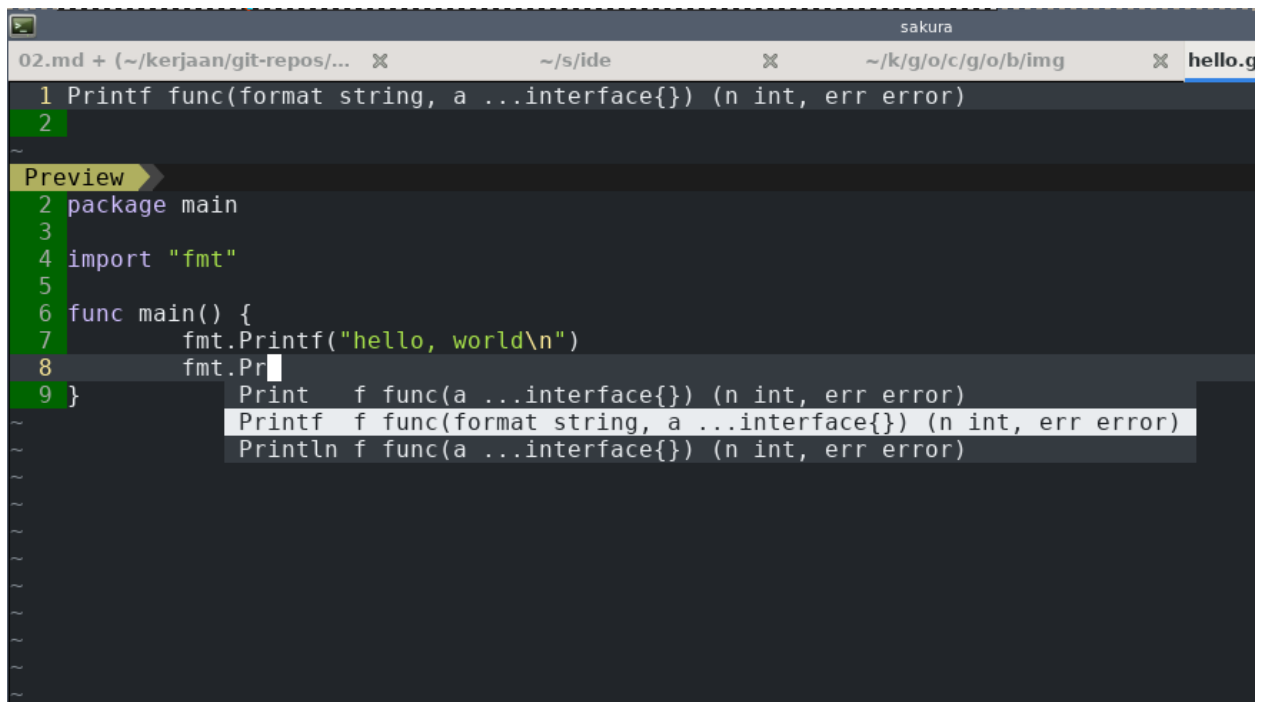 sakura
02.md + (~/kerjaan/git-repos/... ~/s/ide ~/k/g/o/c/g/o/b/img hello.g
1 Printf func(format string, a ...interface{}) (n int, err error)
2
~
Preview
2 package main
3
4 import "fmt"
5
6 func main() {
7         fmt.Printf("hello, world\n")
8         fmt.Pr
9 }           Print   f func(a ...interface{}) (n int, err error)
~           Printf  f func(format string, a ...interface{}) (n int, err error)
~           Println f func(a ...interface{}) (n int, err error)
~
~
~
~
~
~
~
~
~